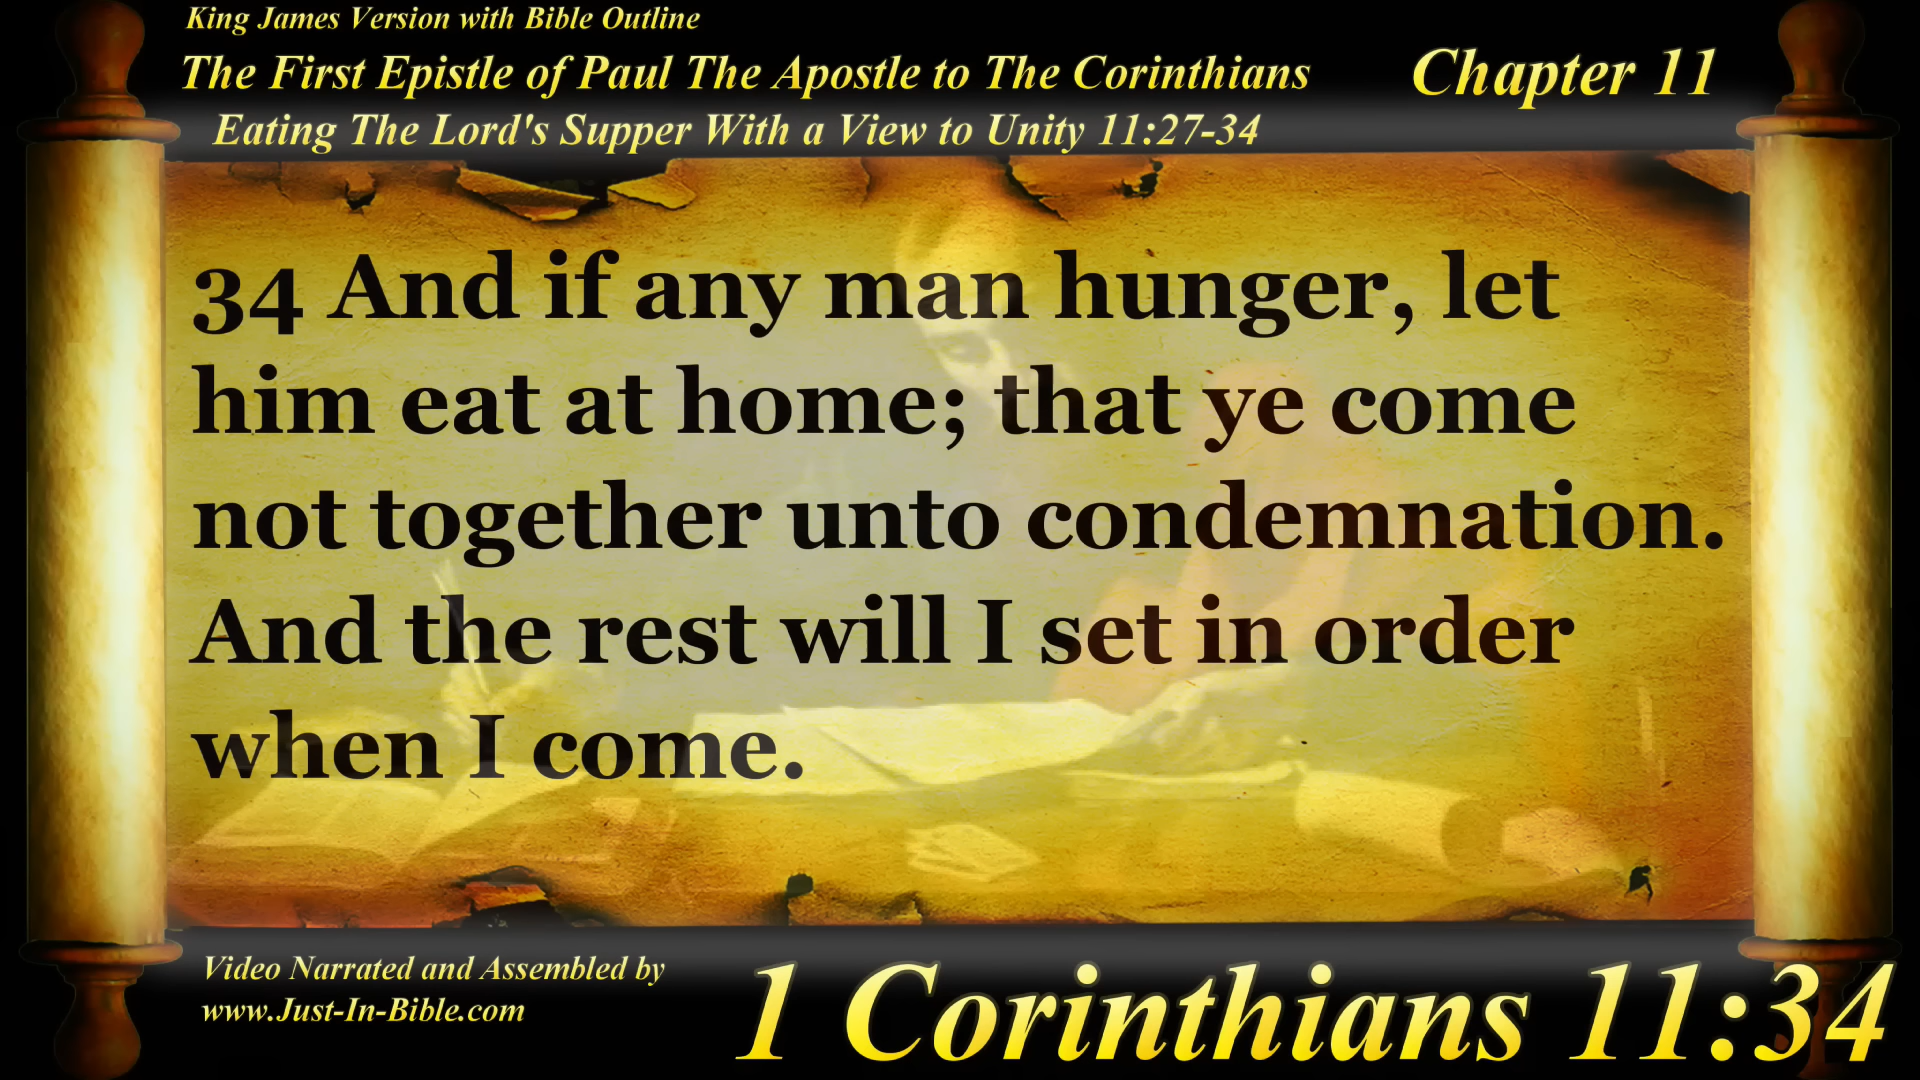 King James Version with Bible Outline
The First Epistle of Paul The Apostle to The Corinthians
Chapter 11
Eating The Lord's Supper With a View to Unity 11:27-34
34 And if any man hunger, let
him eat at home; that ye come
not together unto condemnation.
And the rest will I set in order
when I come.
Video Narrated and Assembled by
www.Just-In-Bible.com
1 Corinthians 11:34